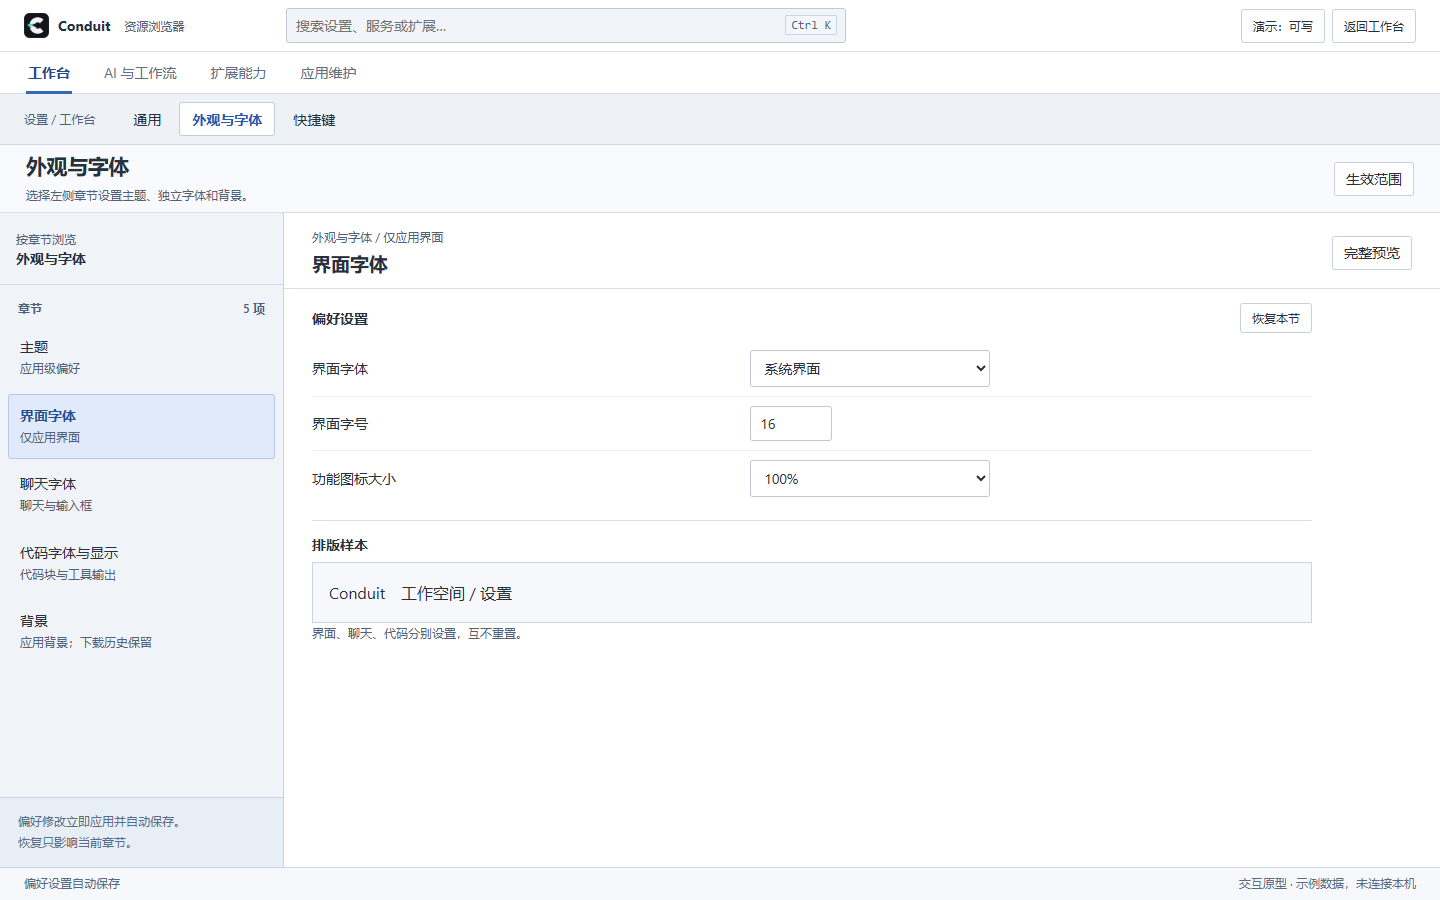 Conduit 资源浏览器
搜索设置、服务或扩展... Ctrl K
演示：可写
返回工作台
工作台 AI 与工作流 扩展能力 应用维护
设置 / 工作台 通用 外观与字体 快捷键
外观与字体
选择左侧章节设置主题、独立字体和背景。
生效范围
按章节浏览
外观与字体
章节 5 项
主题
应用级偏好
界面字体
仅应用界面
聊天字体
聊天与输入框
代码字体与显示
代码块与工具输出
背景
应用背景；下载历史保留
偏好修改立即应用并自动保存。
恢复只影响当前章节。
外观与字体 / 仅应用界面
界面字体
完整预览
偏好设置
恢复本节
界面字体 系统界面
界面字号 16
功能图标大小 100%
排版样本
Conduit 工作空间 / 设置
界面、聊天、代码分别设置，互不重置。
偏好设置自动保存
交互原型 · 示例数据，未连接本机